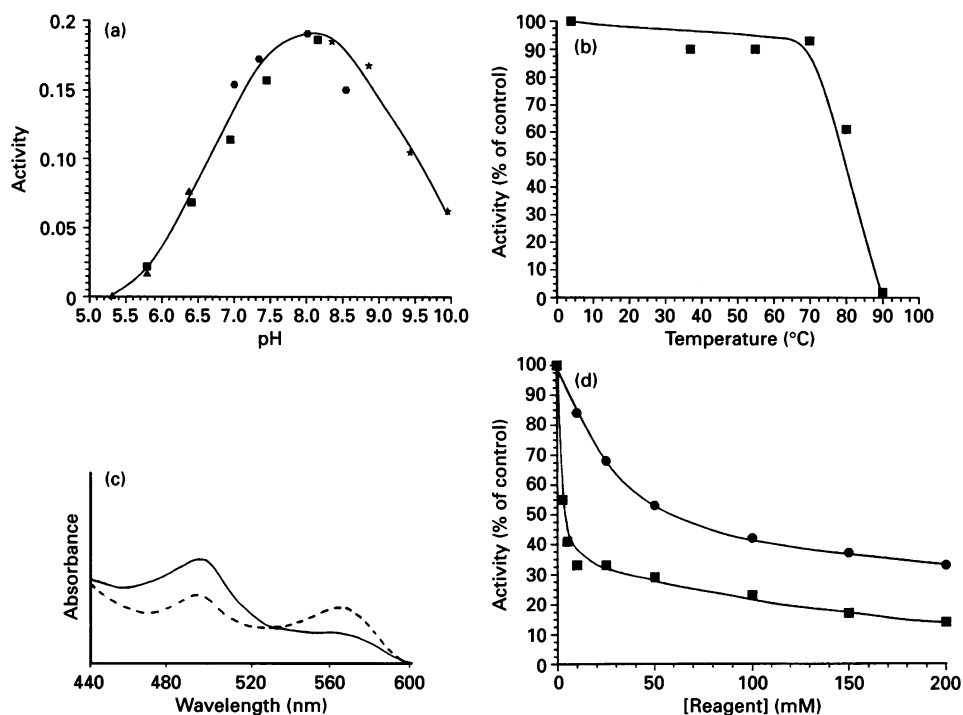 (a)
Activity
0.2
0.15
0.10
0.05
0
5.0 5.5 6.0 6.5 7.0 7.5 8.0 8.5 9.0 9.5 10.0
pH
(b)
Activity (% of control)
100
90
80
70
60
50
40
30
20
10
0
0 10 20 30 40 50 60 70 80 90 100
Temperature (°C)
(c)
Absorbance
440 480 520 560 600
Wavelength (nm)
(d)
Activity (% of control)
100
90
80
70
60
50
40
30
20
10
0
0 50 100 150 200
[Reagent] (mM)